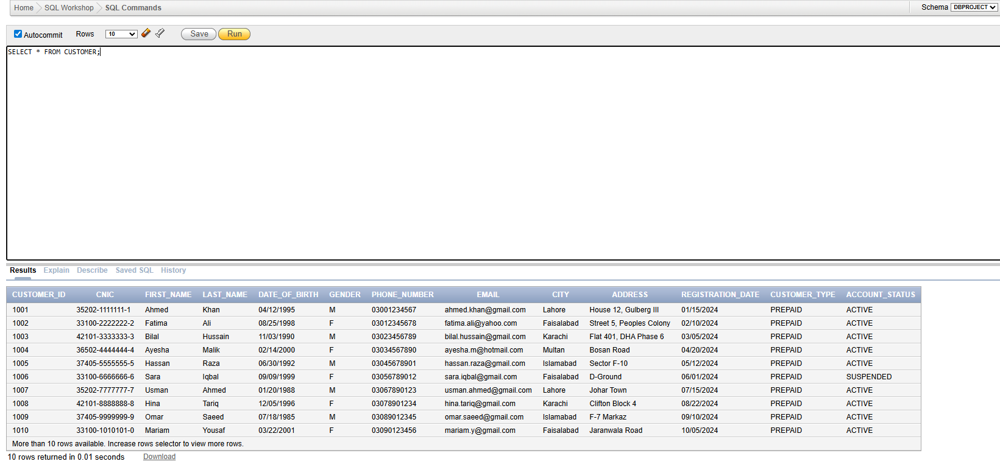 Home SQL Workshop SQL Commands Schema DBPROJECT
Autocommit Rows 10 Save Run
SELECT * FROM CUSTOMER;
Results Explain Describe Saved SQL History
CUSTOMER_ID CNIC FIRST_NAME LAST_NAME DATE_OF_BIRTH GENDER PHONE_NUMBER EMAIL CITY ADDRESS REGISTRATION_DATE CUSTOMER_TYPE ACCOUNT_STATUS
1001 35202-1111111-1 Ahmed Khan 04/12/1995 M 03001234567 ahmed.khan@gmail.com Lahore House 12, Gulberg III 01/15/2024 PREPAID ACTIVE
1002 33100-2222222-2 Fatima Ali 08/25/1998 F 03012345678 fatima.ali@yahoo.com Faisalabad Street 5, Peoples Colony 02/10/2024 PREPAID ACTIVE
1003 42101-3333333-3 Bilal Hussain 11/03/1990 M 03023456789 bilal.hussain@gmail.com Karachi Flat 401, DHA Phase 6 03/05/2024 PREPAID ACTIVE
1004 36502-4444444-4 Ayesha Malik 02/14/2000 F 03034567890 ayesha.m@hotmail.com Multan Bosan Road 04/20/2024 PREPAID ACTIVE
1005 37405-5555555-5 Hassan Raza 06/30/1992 M 03045678901 hassan.raza@gmail.com Islamabad Sector F-10 05/12/2024 PREPAID ACTIVE
1006 33100-6666666-6 Sara Iqbal 09/09/1999 F 03056789012 sara.iqbal@gmail.com Faisalabad D-Ground 06/01/2024 PREPAID SUSPENDED
1007 35202-7777777-7 Usman Ahmed 01/20/1988 M 03067890123 usman.ahmed@gmail.com Lahore Johar Town 07/15/2024 PREPAID ACTIVE
1008 42101-8888888-8 Hina Tariq 12/05/1996 F 03078901234 hina.tariq@gmail.com Karachi Clifton Block 4 08/22/2024 PREPAID ACTIVE
1009 37405-9999999-9 Omar Saeed 07/18/1985 M 03089012345 omar.saeed@gmail.com Islamabad F-7 Markaz 09/10/2024 PREPAID ACTIVE
1010 33100-1010101-0 Mariam Yousaf 03/22/2001 F 03090123456 mariam.y@gmail.com Faisalabad Jaranwala Road 10/05/2024 PREPAID ACTIVE
More than 10 rows available. Increase rows selector to view more rows.
10 rows returned in 0.01 seconds Download